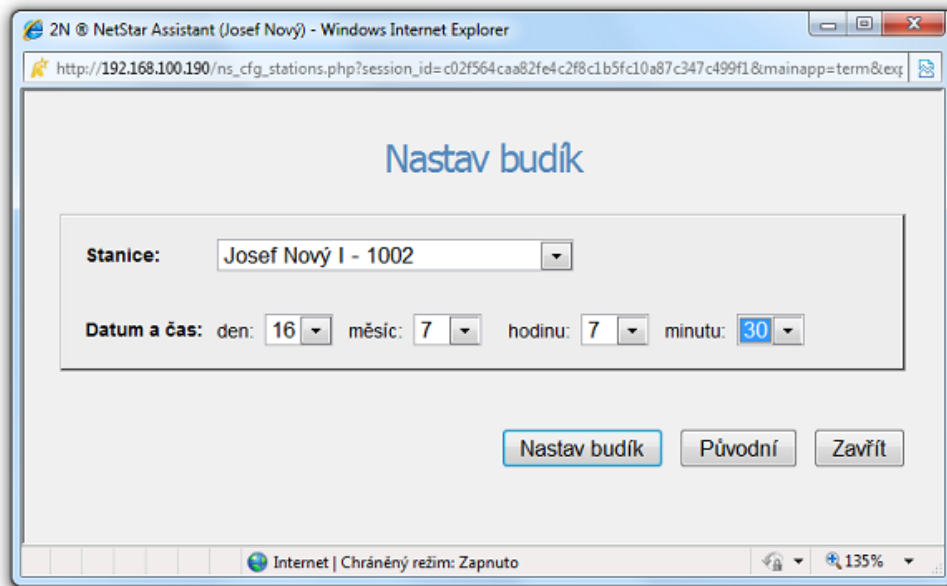 2N ® NetStar Assistant (Josef Nový) - Windows Internet Explorer
http://192.168.100.190/ns_cfg_stations.php?session_id=c02f564caa82fe4c2f8c1b5fc10a87c347c499f1&mainapp=term&exp
Nastav budík
Stanice: Josef Nový I - 1002
Datum a čas: den: 16 měsíc: 7 hodinu: 7 minutu: 30
Nastav budík Původní Zavřít
Internet | Chráněný režim: Zapnuto 135%